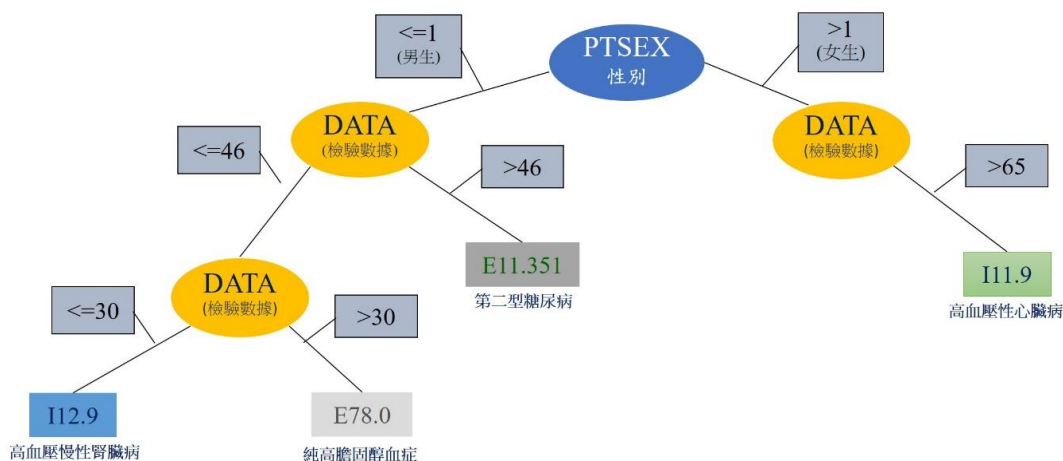 <=1
(男生)
PTSEX
性別
>1
(女生)
DATA
(檢驗數據)
DATA
(檢驗數據)
<=46
>46
>65
E11.351
第二型糖尿病
I11.9
高血壓性心臟病
DATA
(檢驗數據)
<=30
>30
I12.9
高血壓慢性腎臟病
E78.0
純高膽固醇血症